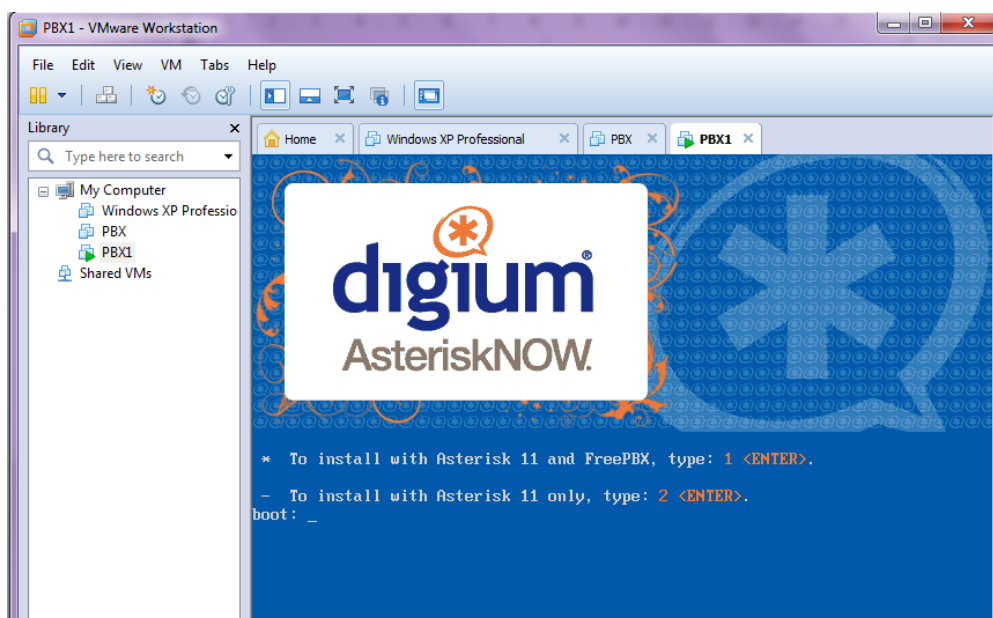 PBX1 - VMware Workstation
File Edit View VM Tabs Help
Library
Type here to search
Home
Windows XP Professional
PBX
PBX1
My Computer
Windows XP Professio
PBX
PBX1
Shared VMs
digium®
AsteriskNOW.
* To install with Asterisk 11 and FreePBX, type: 1 <ENTER>.
- To install with Asterisk 11 only, type: 2 <ENTER>.
boot: _